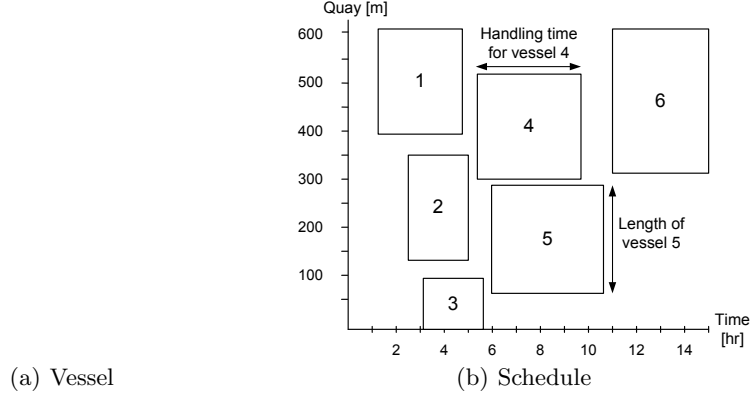 Quay [m]
600
500
400
300
200
100
1
2
3
Handling time
for vessel 4
4
5
6
Length of
vessel 5
2
4
6
8
10
12
14
Time
[hr]
(a) Vessel
(b) Schedule